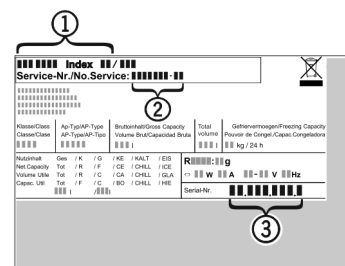 1
Index /
Service-Nr./No.Service: -
2
Klasse/Class Ap-Typ/AP-Type Bruttoinhalt/Gross Capacity Total Gefriervermoegen/Freezing Capacity
Classe/Clase AP-Type/AP-Tipo Volume Brut/Capacidad Bruta volume Pouvoir de Congel./Capac.Congeladora
l l kg / 24 h
Nutzinhalt Ges / K / G / KE / KALT / EIS
Net.Capacity Tot / R / F / CE / CHILL / ICE
Volume Utile Tot / R / C / CA / CHILL / GLA
Capac. Util Tot / F / C / BO / CHILL / HIE
l / l
R : g
W A - V Hz
Serial-Nr.
3